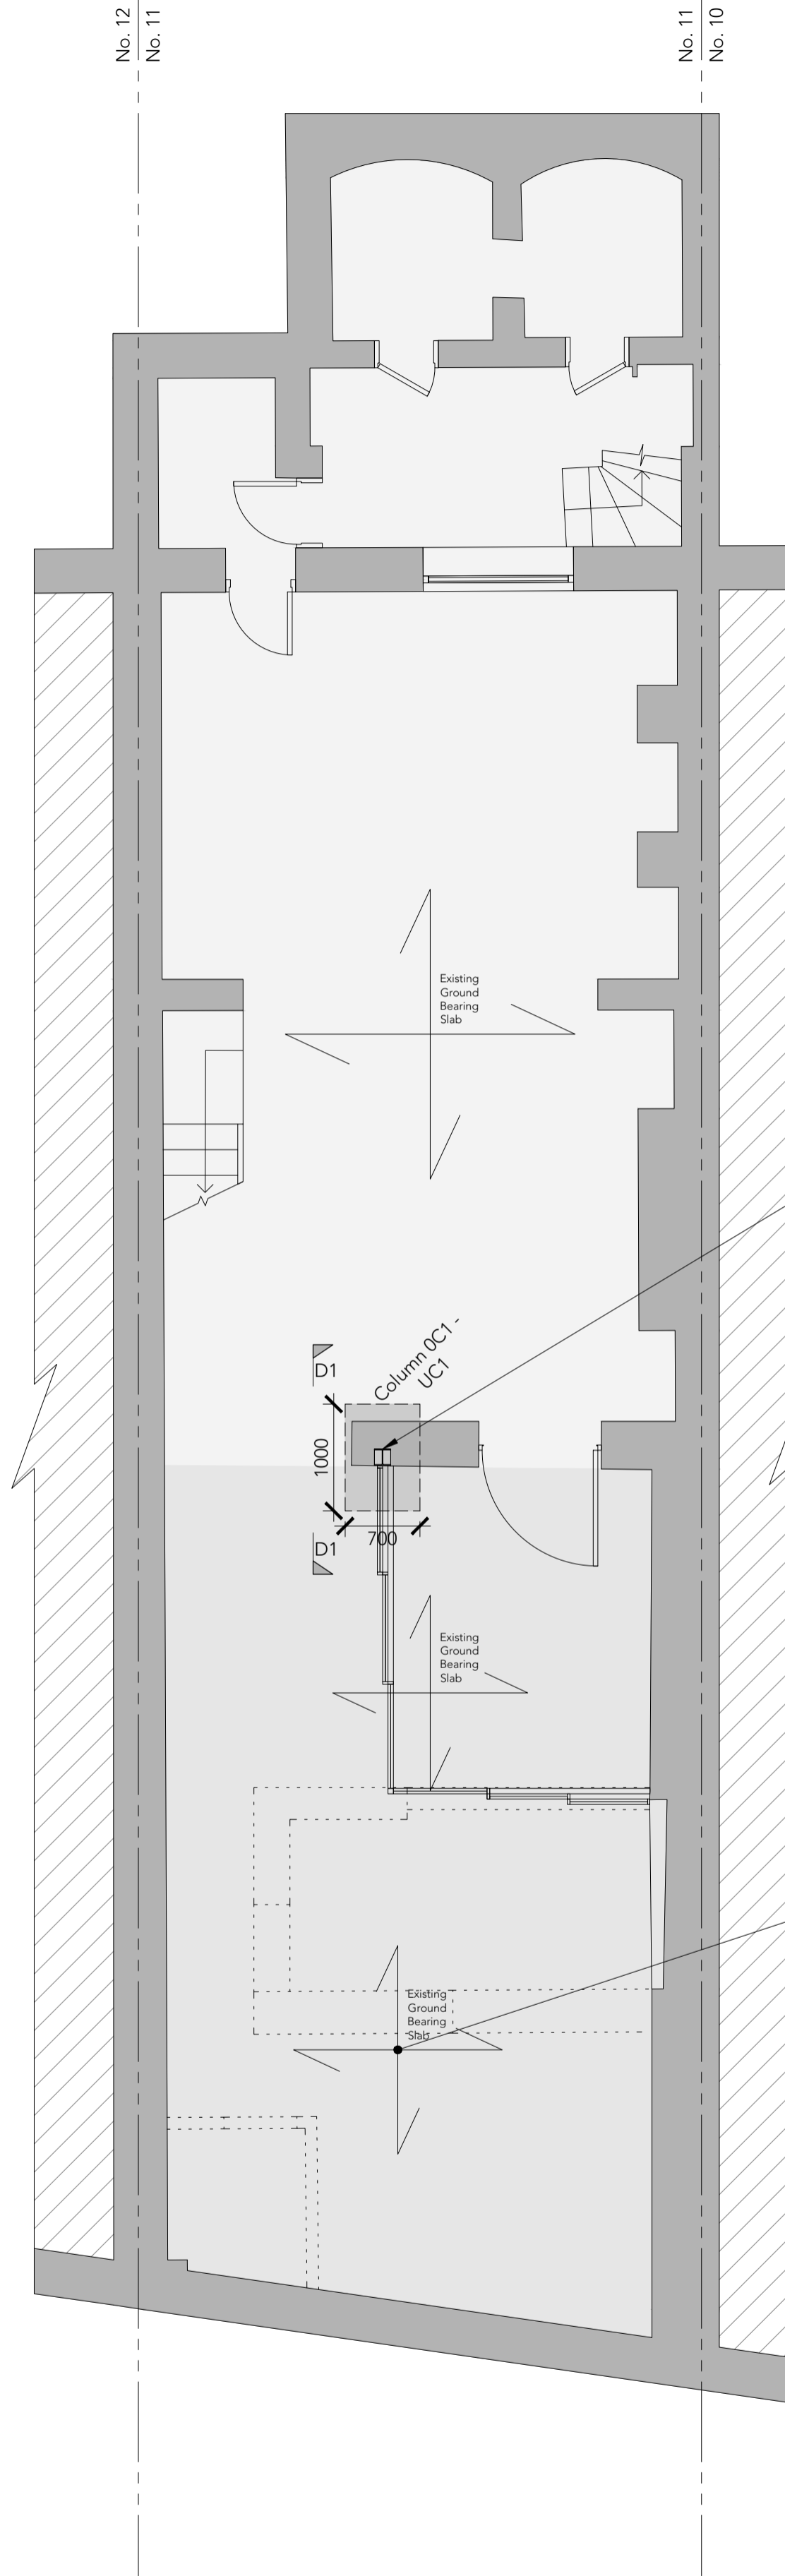 No. 12
No. 11
No. 11
No. 10
Existing
Ground
Bearing
Slab
Column 0C1 -
UC1
D1
1000
700
D1
Existing
Ground
Bearing
Slab
Existing
Ground
Bearing
Slab